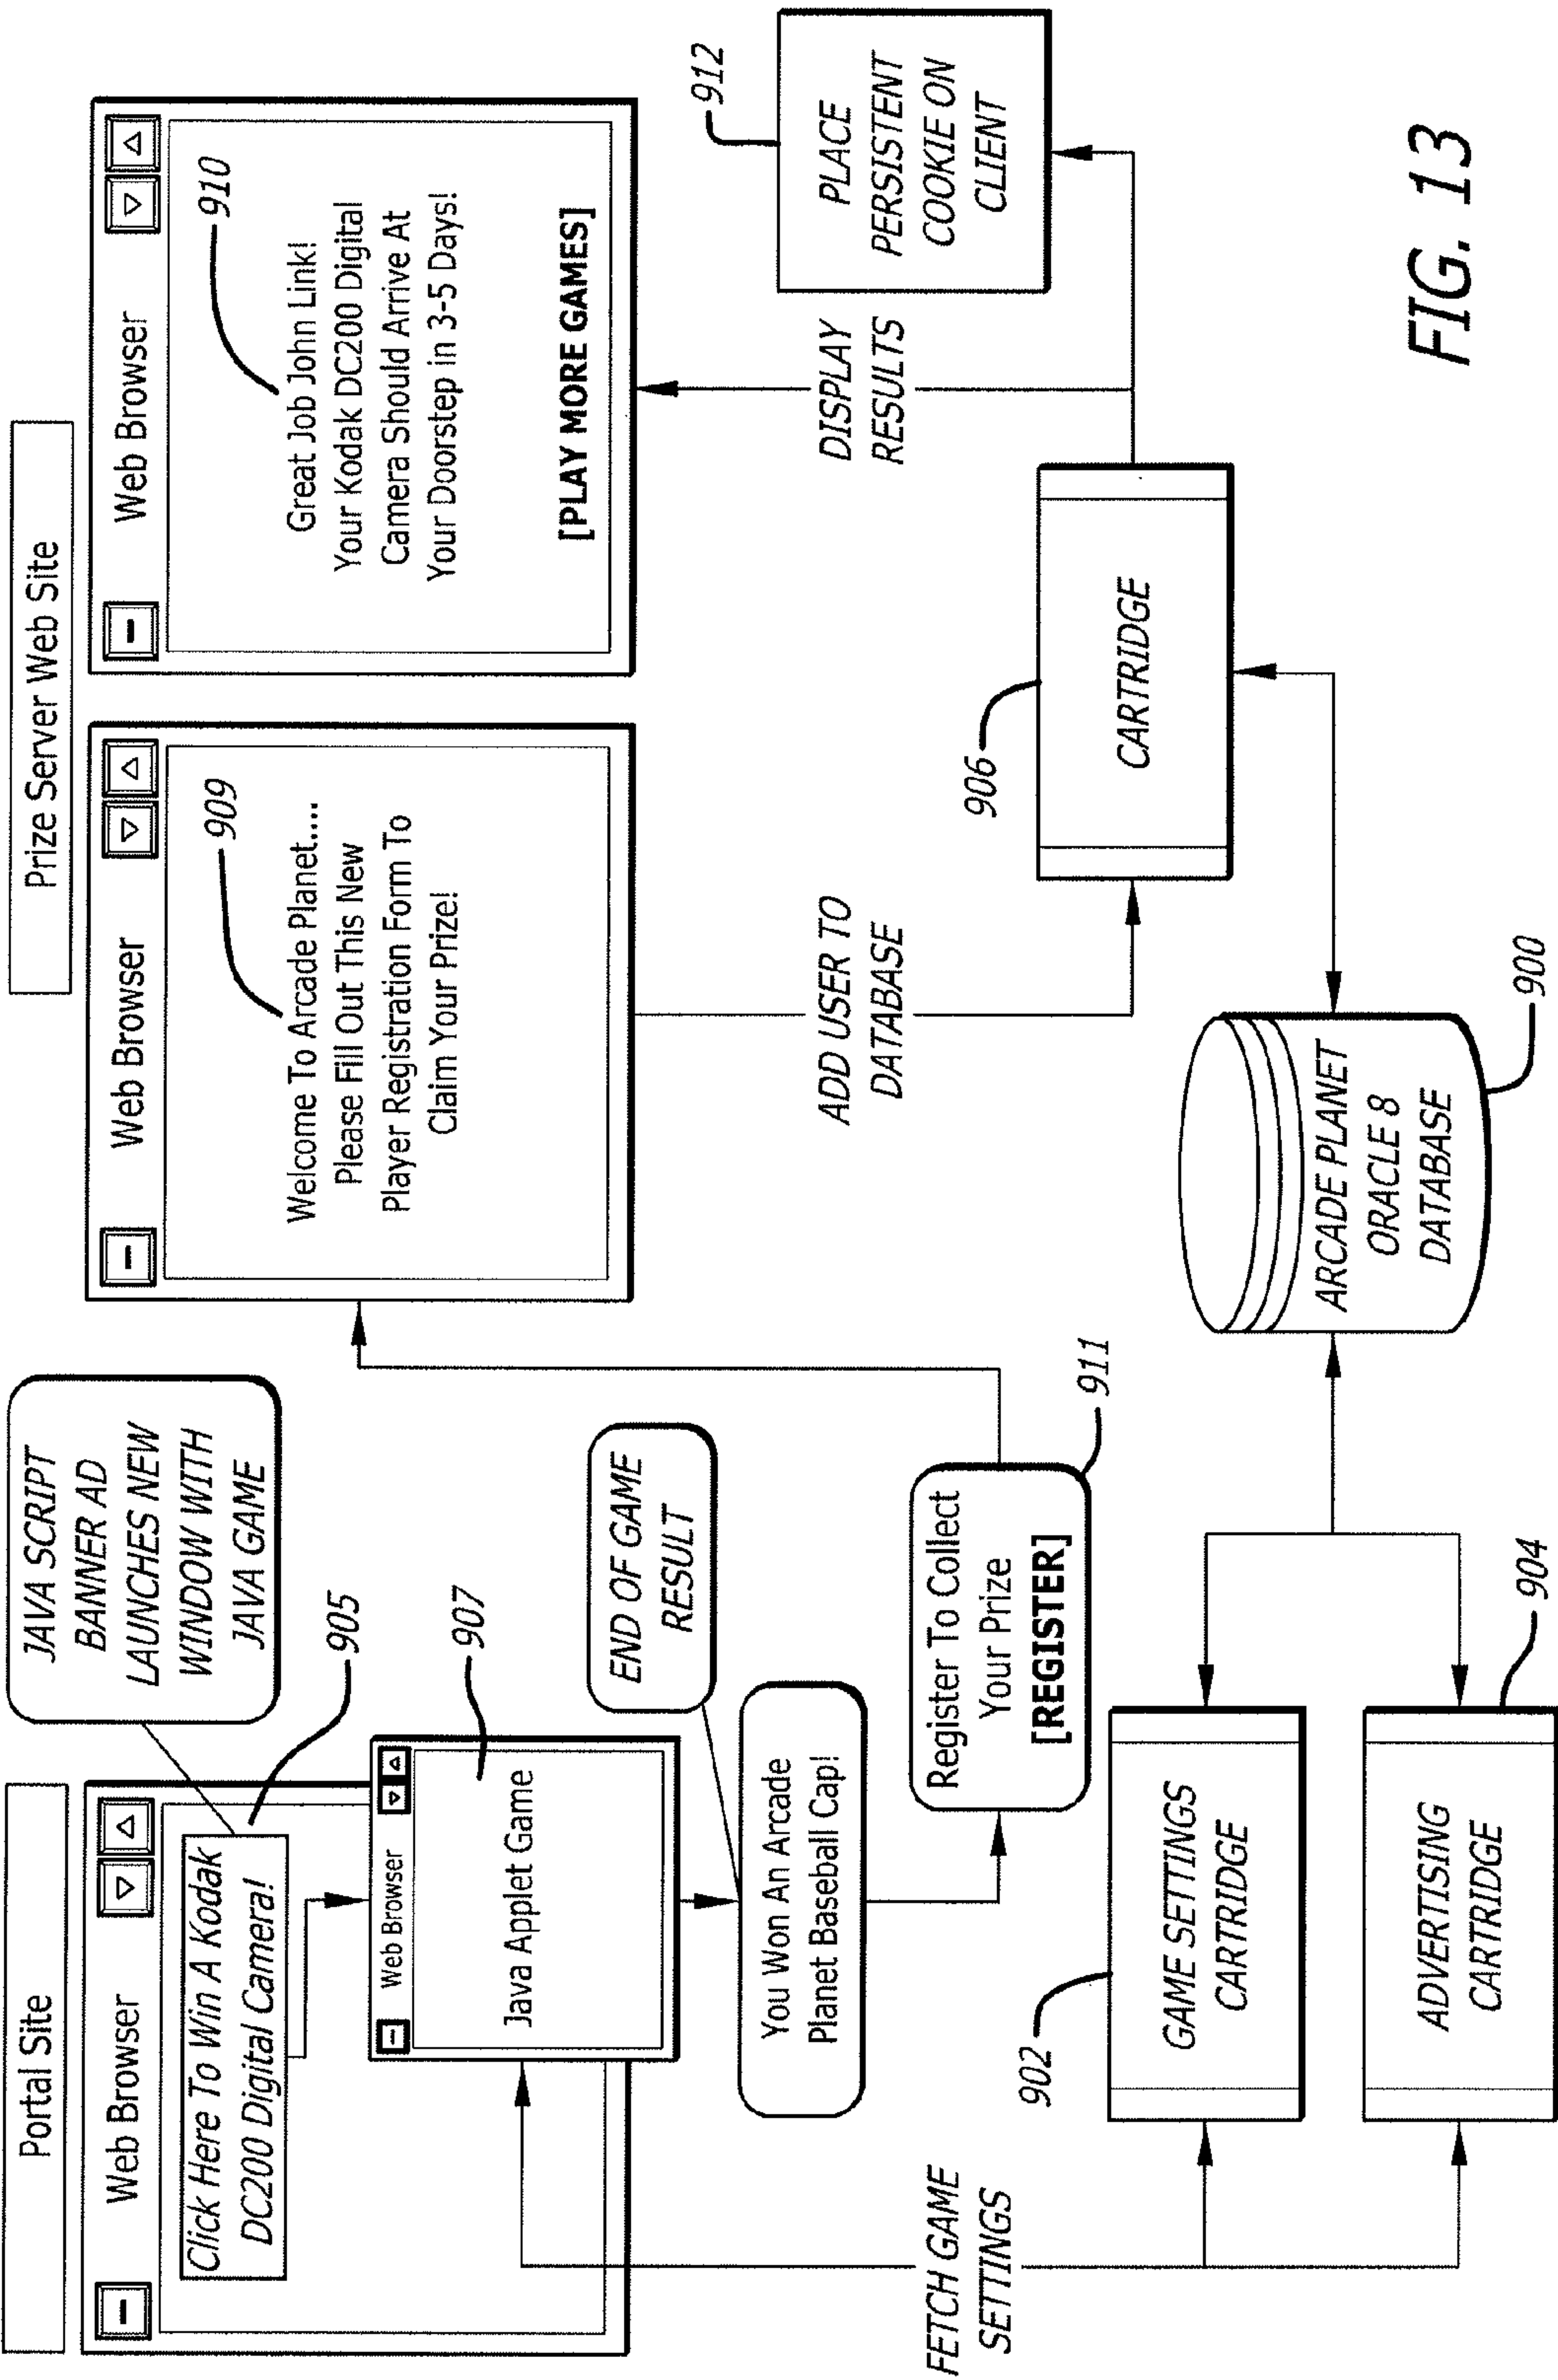 Portal Site
Web Browser
Click Here To Win A Kodak
DC200 Digital Camera!
905
JAVA SCRIPT
BANNER AD
LAUNCHES NEW
WINDOW WITH
JAVA GAME
Web Browser
Java Applet Game
907
END OF GAME
RESULT
You Won An Arcade
Planet Baseball Cap!
Register To Collect
Your Prize
[REGISTER]
911
FETCH GAME
SETTINGS
902
GAME SETTINGS
CARTRIDGE
ADVERTISING
CARTRIDGE
904
Prize Server Web Site
Web Browser
909
Welcome To Arcade Planet....
Please Fill Out This New
Player Registration Form To
Claim Your Prize!
Web Browser
910
Great Job John Link!
Your Kodak DC200 Digital
Camera Should Arrive At
Your Doorstep in 3-5 Days!
[PLAY MORE GAMES]
ADD USER TO
DATABASE
DISPLAY
RESULTS
912
PLACE
PERSISTENT
COOKIE ON
CLIENT
906
CARTRIDGE
ARCADE PLANET
ORACLE 8
DATABASE
900
FIG. 13